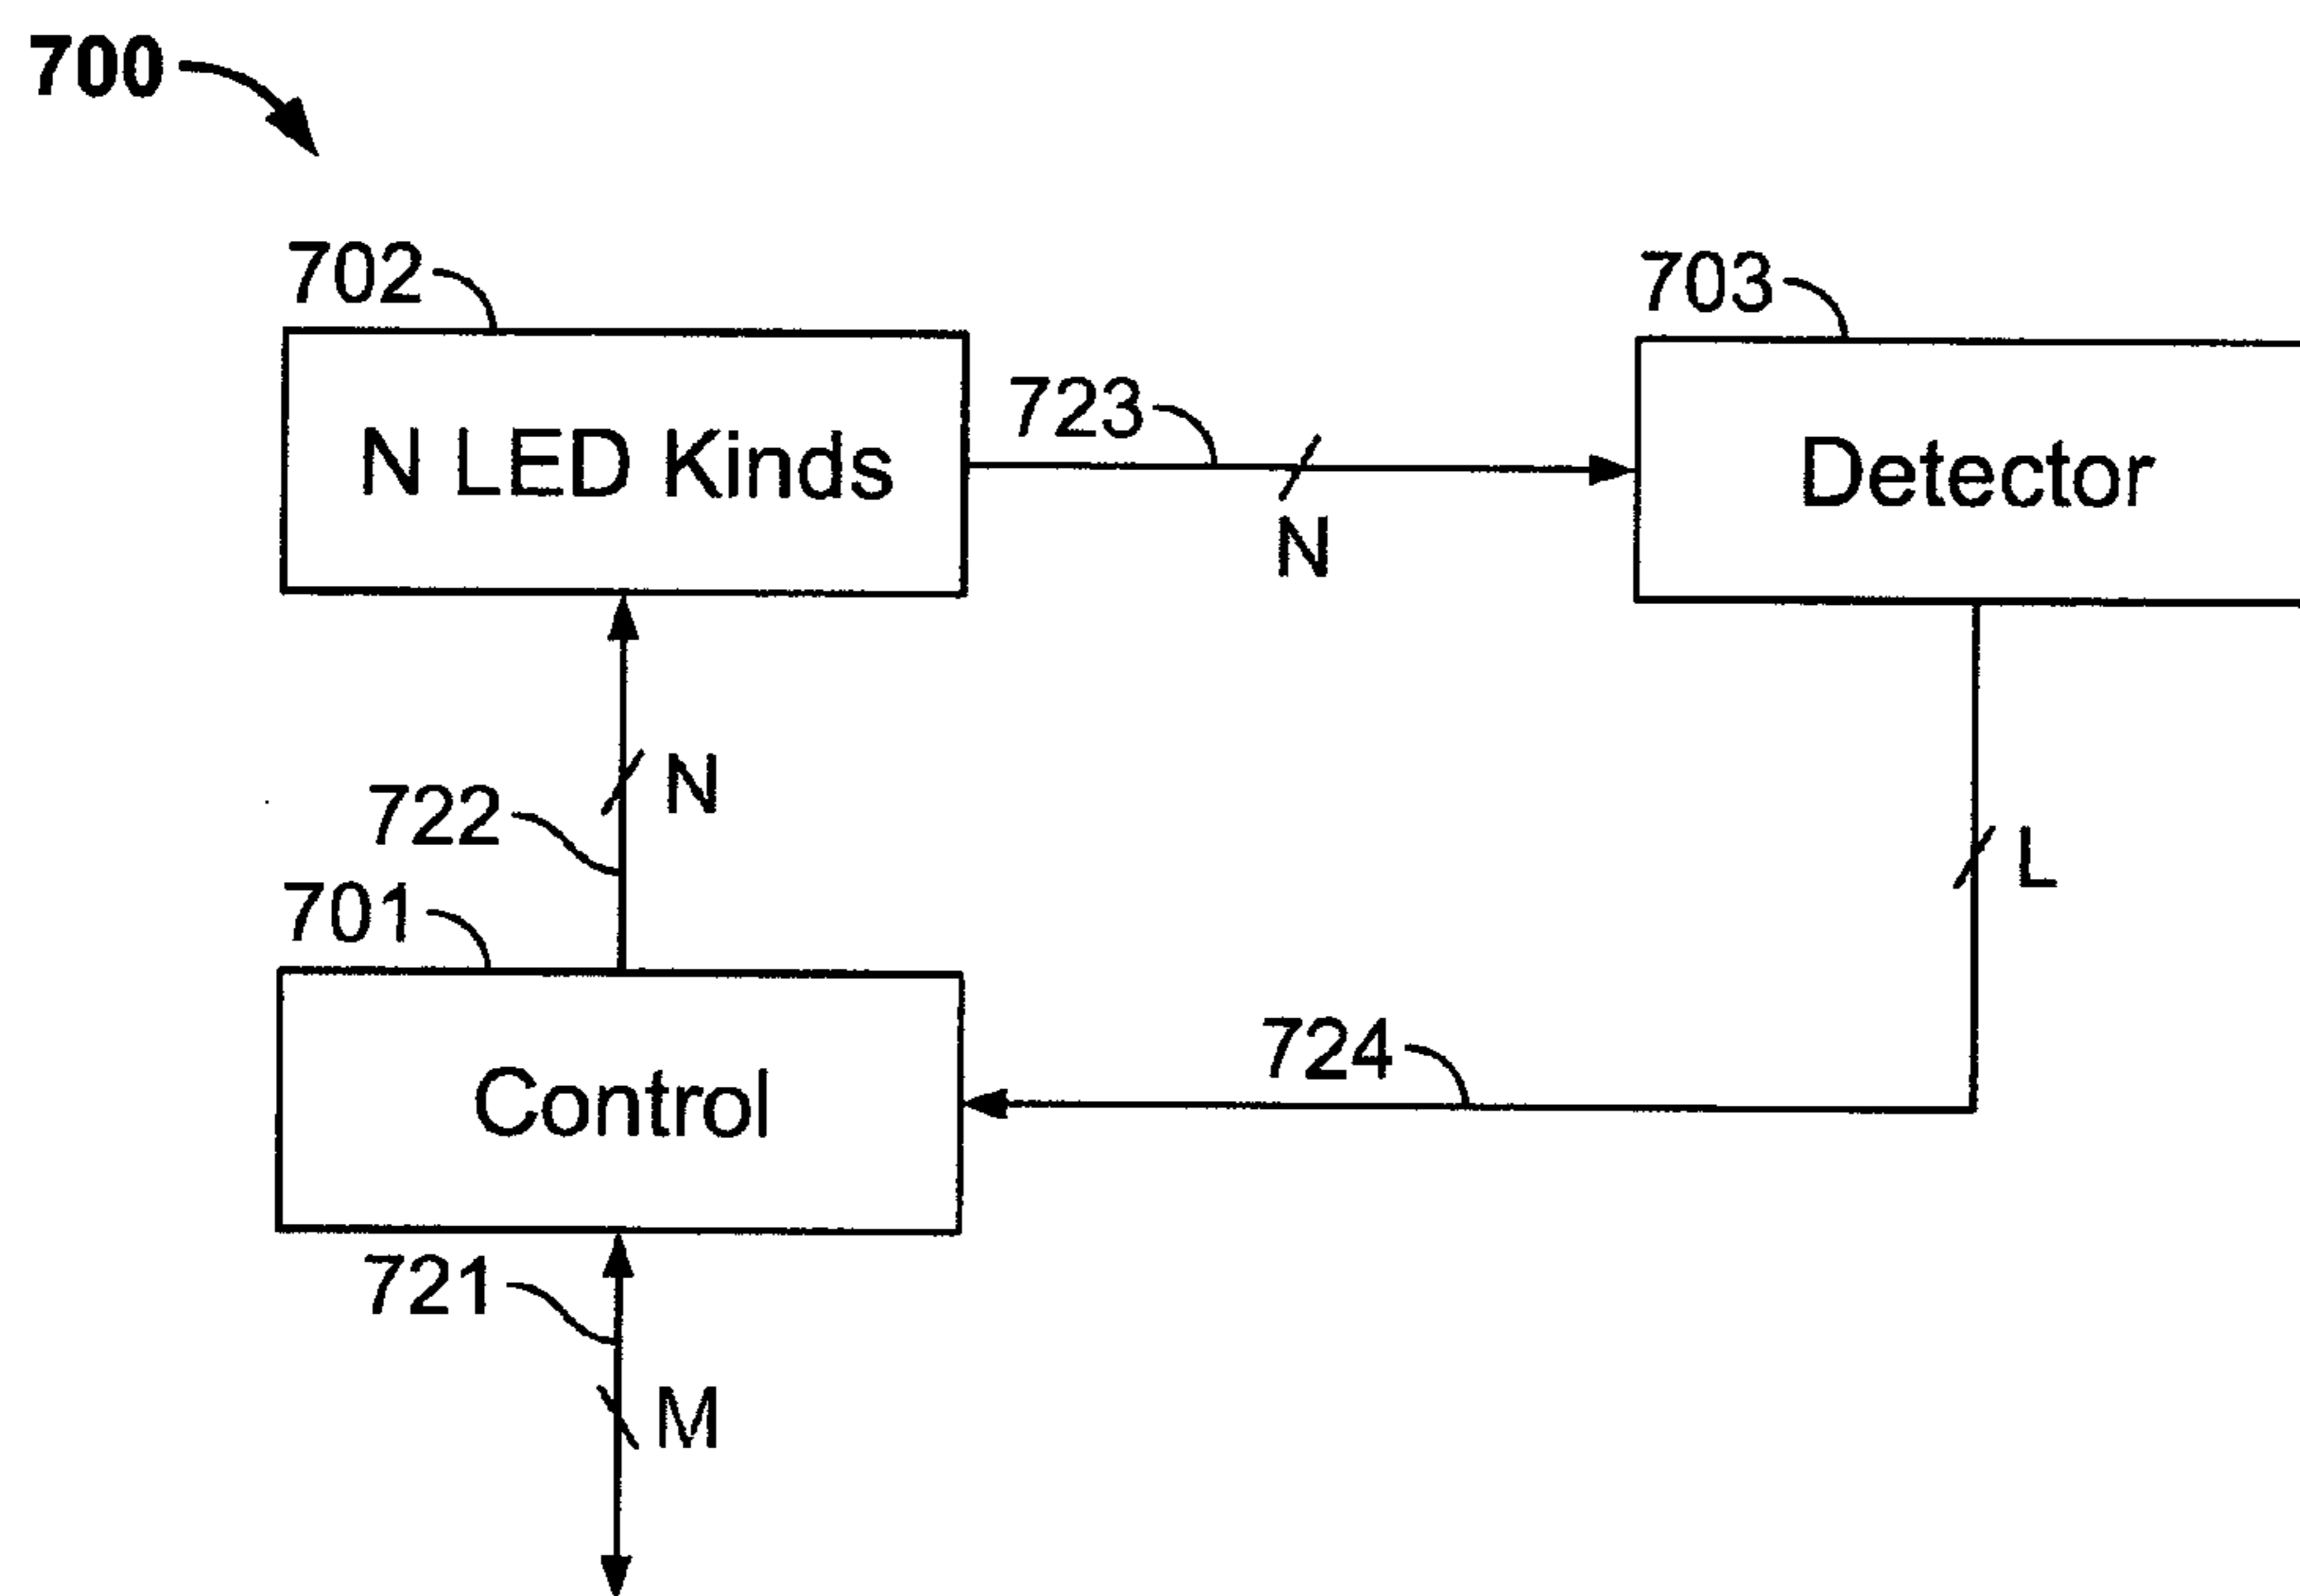 700
702
703
N LED Kinds
723
N
Detector
722
N
L
701
Control
724
721
M